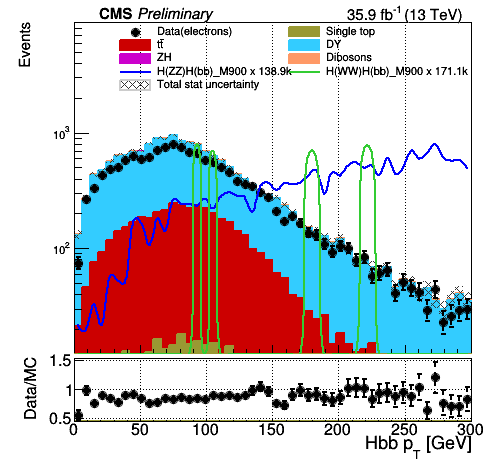 CMS Preliminary 35.9 fb⁻¹ (13 TeV)
Data(electrons) Single top
tt̄ DY
ZH Dibosons
H(ZZ)H(bb)_M900 x 138.9k H(WW)H(bb)_M900 x 171.1k
Total stat uncertainty
Events
10³
10²
Data/MC
1.5
1
0.5
0 50 100 150 200 250 300
Hbb p_T [GeV]